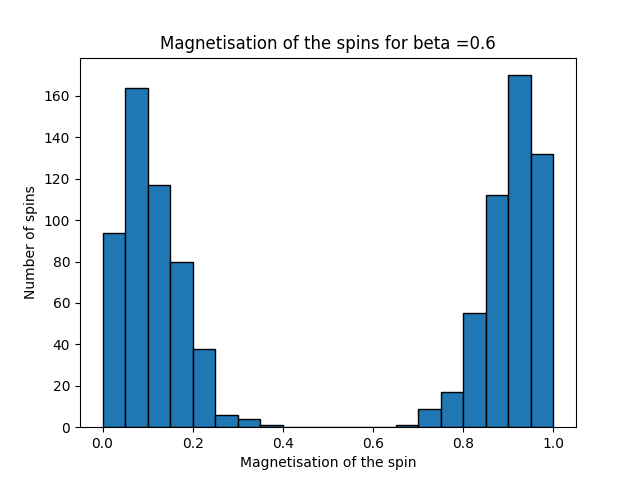 Magnetisation of the spins for beta =0.6
Number of spins
160
140
120
100
80
60
40
20
0
0.0 0.2 0.4 0.6 0.8 1.0
Magnetisation of the spin